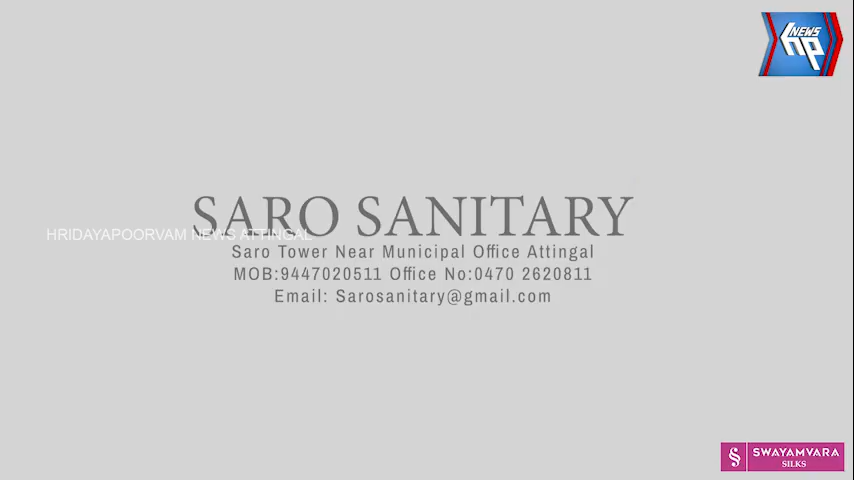 NEWS
np
SARO SANITARY
HRIDAYAPOORVAM NEWS ATTINGAL
Saro Tower Near Municipal Office Attingal
MOB:9447020511 Office No:0470 2620811
Email: Sarosanitary@gmail.com
SWAYAMVARA
SILKS